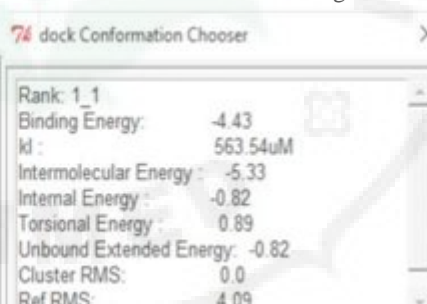 dock Conformation Chooser
Rank: 1_1
Binding Energy: -4.43
kI : 563.54uM
Intermolecular Energy : -5.33
Internal Energy : -0.82
Torsional Energy : 0.89
Unbound Extended Energy: -0.82
Cluster RMS: 0.0
Ref RMS: 4.09